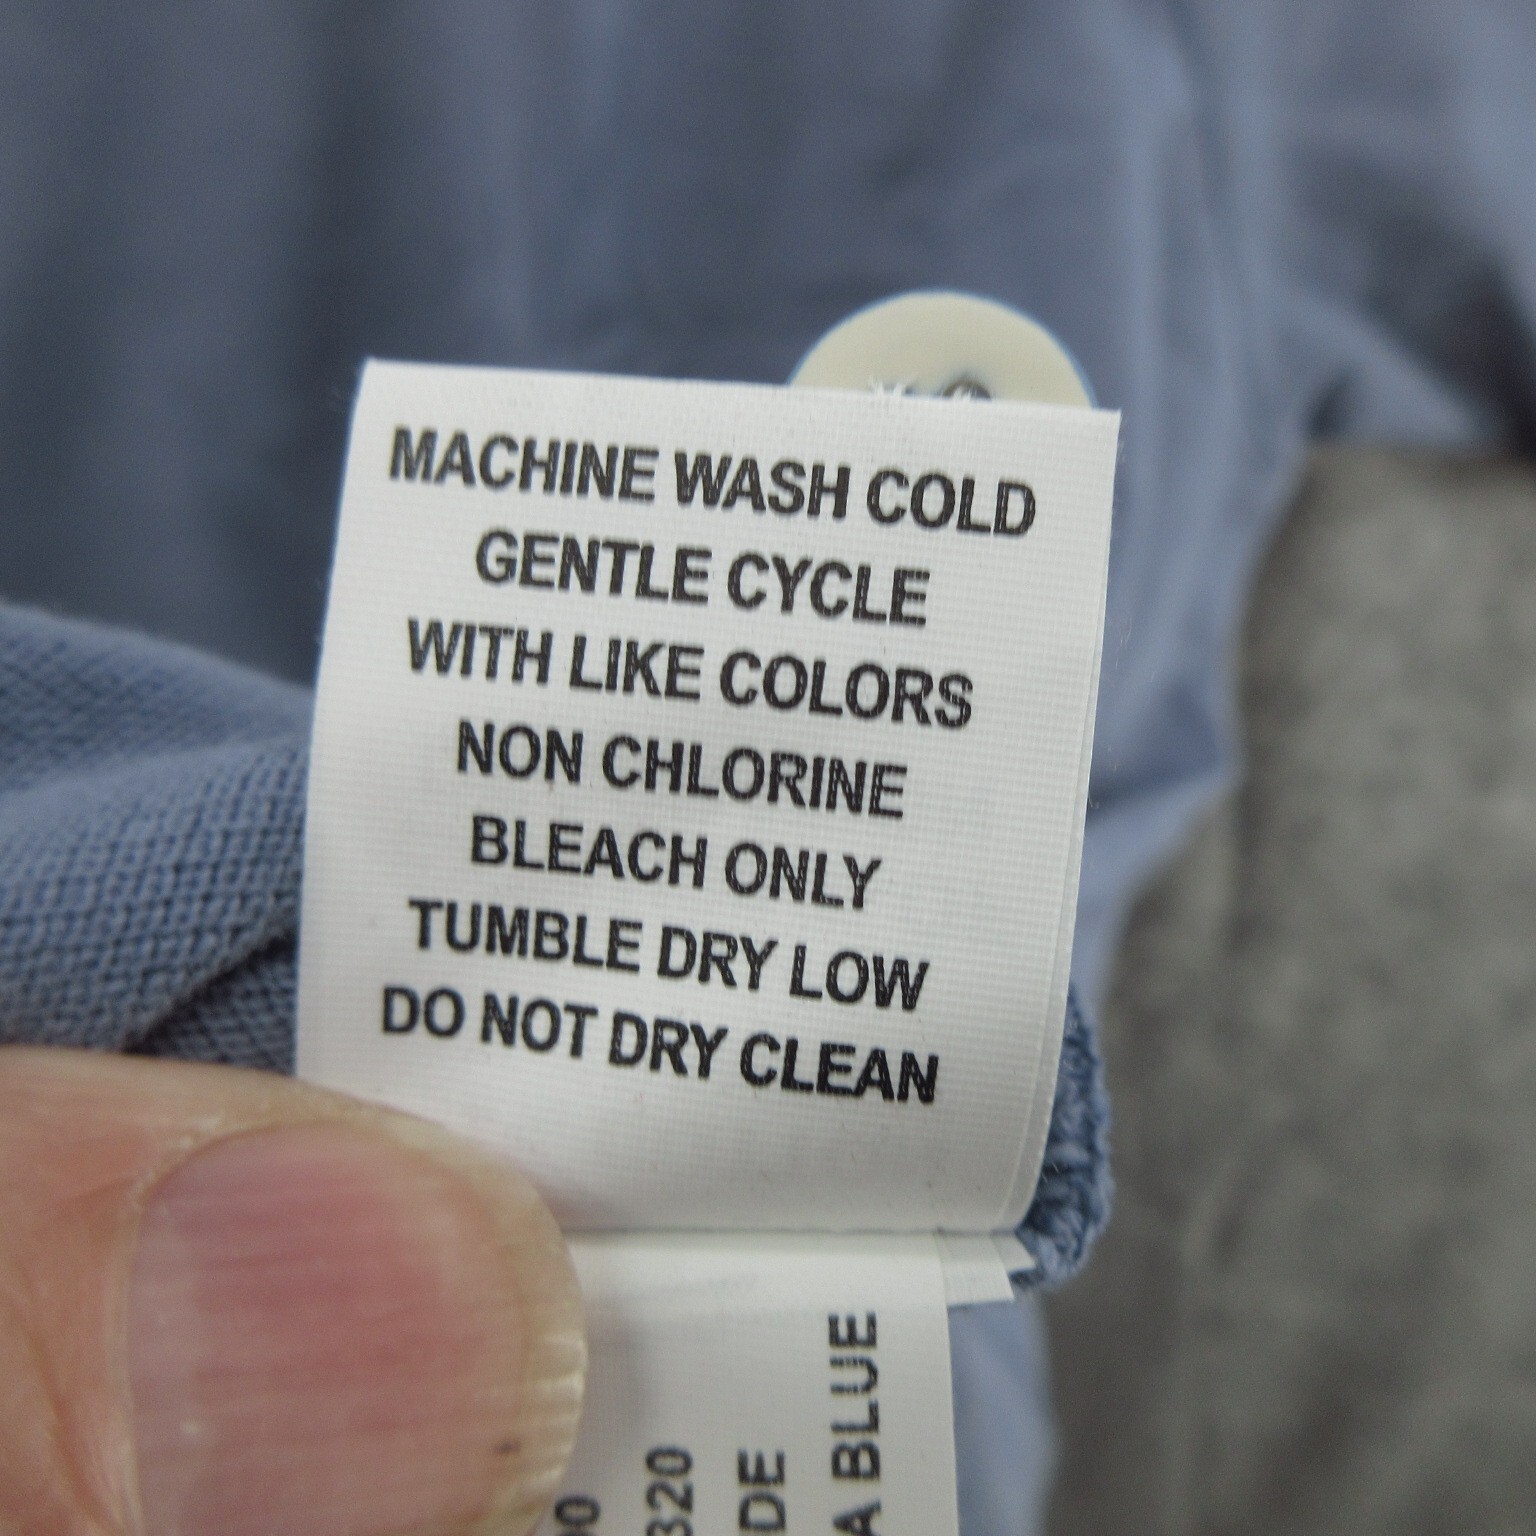 MACHINE WASH COLD
GENTLE CYCLE
WITH LIKE COLORS
NON CHLORINE
BLEACH ONLY
TUMBLE DRY LOW
DO NOT DRY CLEAN
A BLUE
DE
320
00